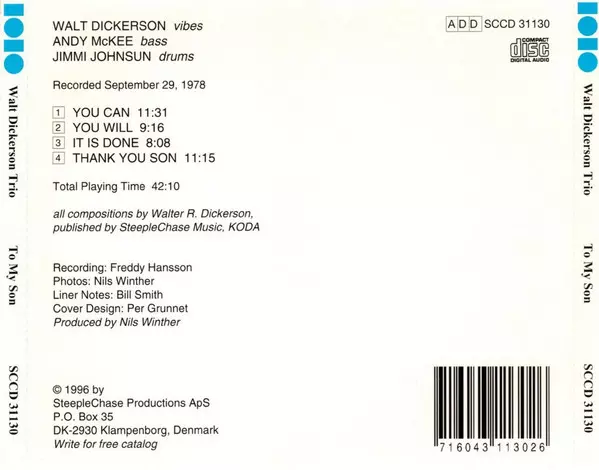 WALT DICKERSON vibes
ANDY McKEE bass
JIMMI JOHNSUN drums
Recorded September 29, 1978
1 YOU CAN 11:31
2 YOU WILL 9:16
3 IT IS DONE 8:08
4 THANK YOU SON 11:15
Total Playing Time 42:10
all compositions by Walter R. Dickerson,
published by SteepleChase Music, KODA
Recording: Freddy Hansson
Photos: Nils Winther
Liner Notes: Bill Smith
Cover Design: Per Grunnet
Produced by Nils Winther
© 1996 by
SteepleChase Productions ApS
P.O. Box 35
DK-2930 Klampenborg, Denmark
Write for free catalog
ADD SCCD 31130
COMPACT
disc
DIGITAL AUDIO
716043 113026
Walt Dickerson Trio To My Son SCCD 31130
Walt Dickerson Trio To My Son SCCD 31130